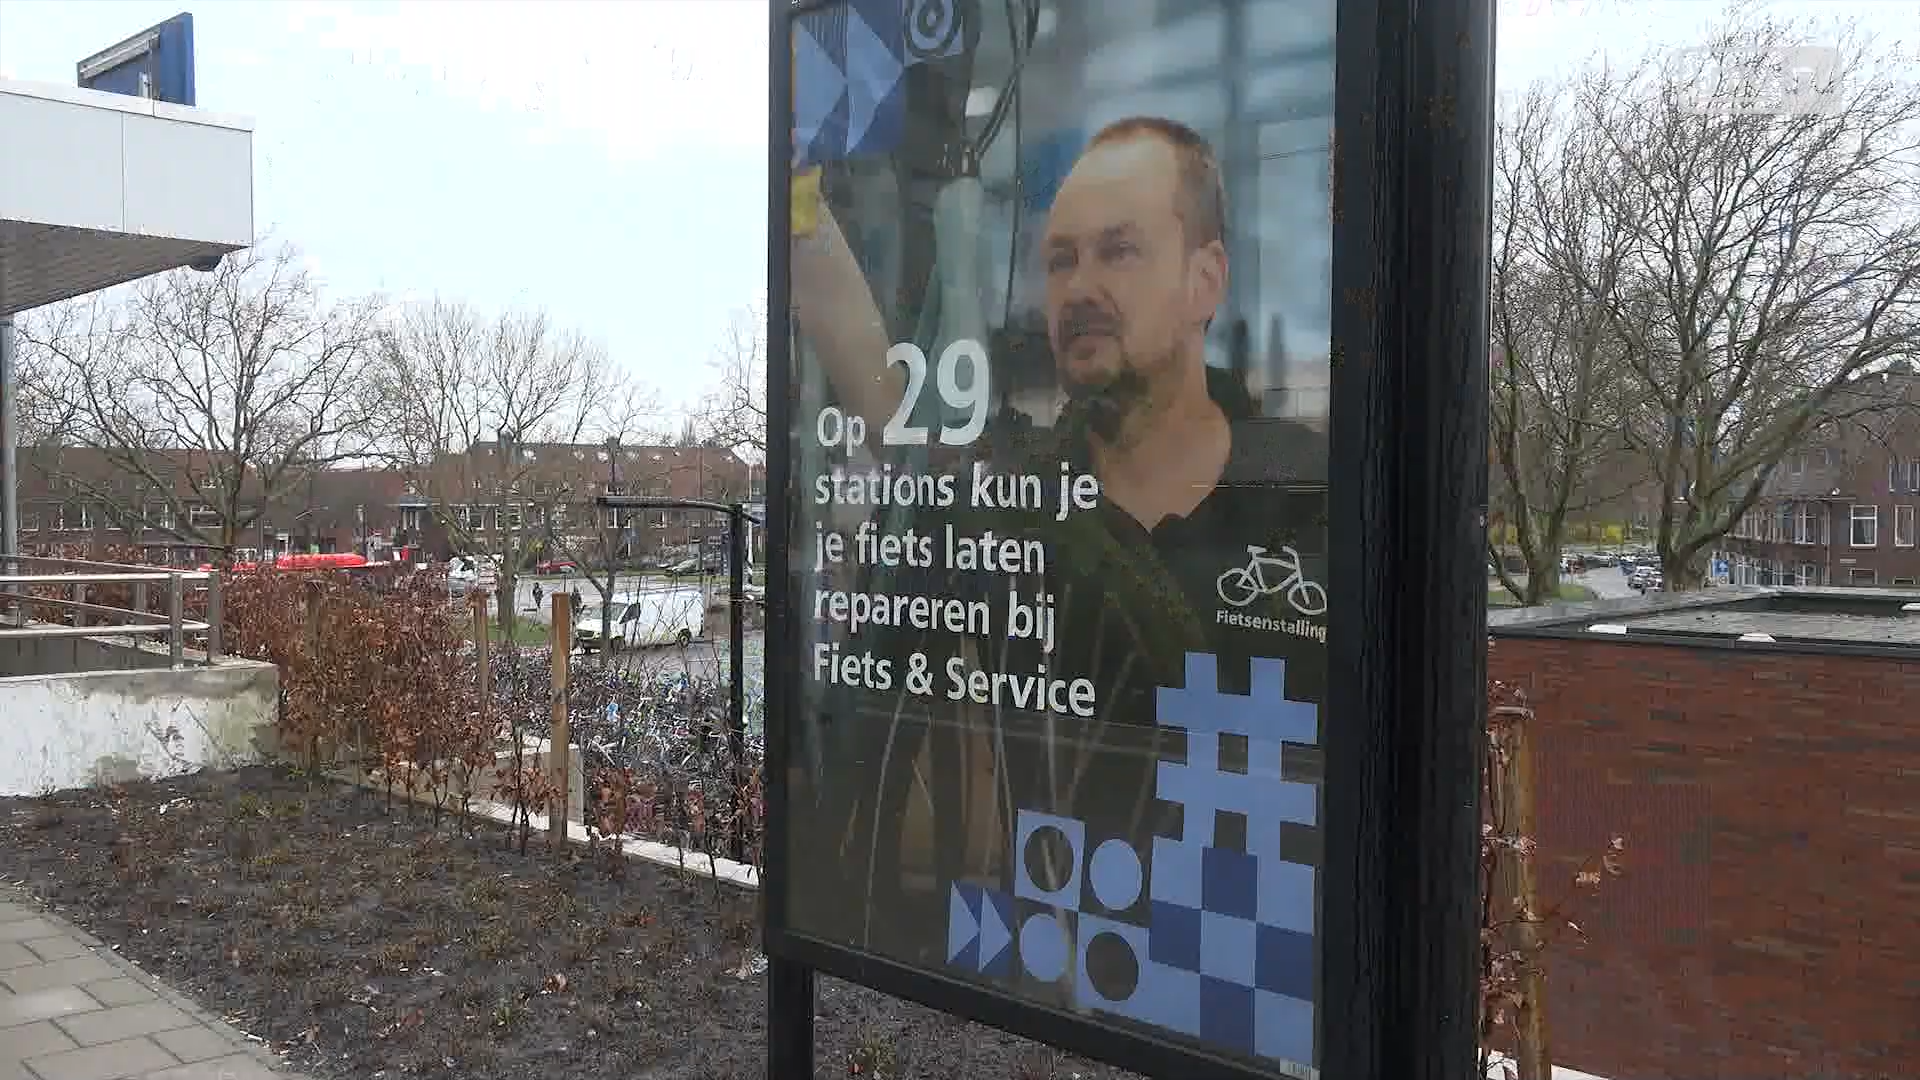 Op 29
stations kun je
je fiets laten
repareren bij
Fiets & Service
Fietsenstalling